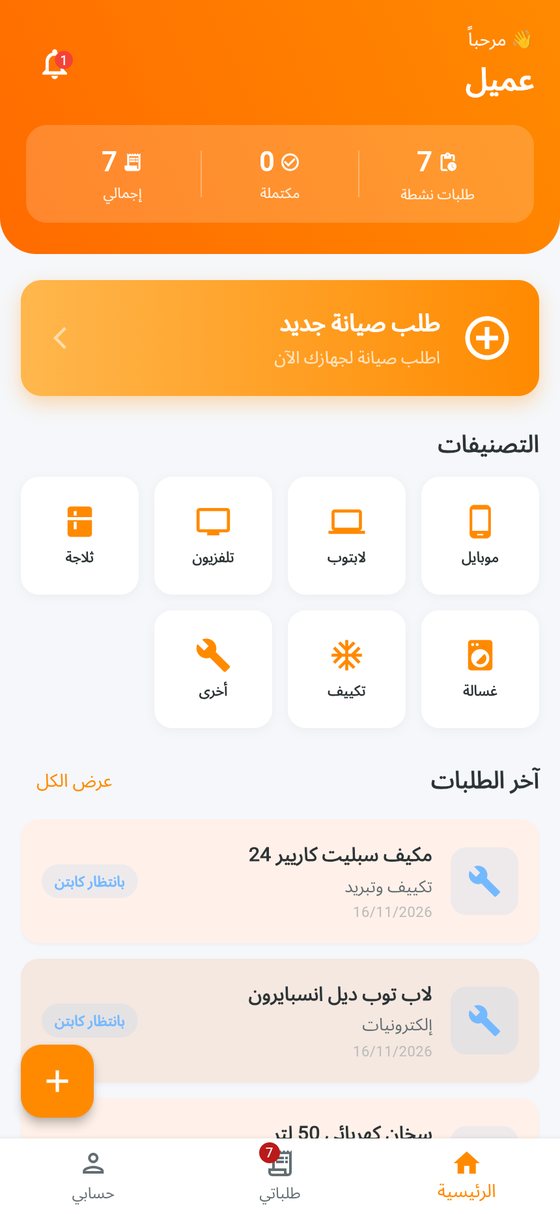 مرحباً 👋
1
عميل
7
طلبات نشطة
0
مكتملة
7
إجمالي
طلب صيانة جديد
اطلب صيانة لجهازك الآن
التصنيفات
موبايل
لابتوب
تلفزيون
ثلاجة
غسالة
تكييف
أخرى
آخر الطلبات
عرض الكل
مكيف سبليت كاريير 24
تكييف وتبريد
16/11/2026
بانتظار كابتن
لاب توب ديل انسبايرون
إلكترونيات
16/11/2026
بانتظار كابتن
سخان كهربائي 50 لتر
الرئيسية
7
طلباتي
حسابي